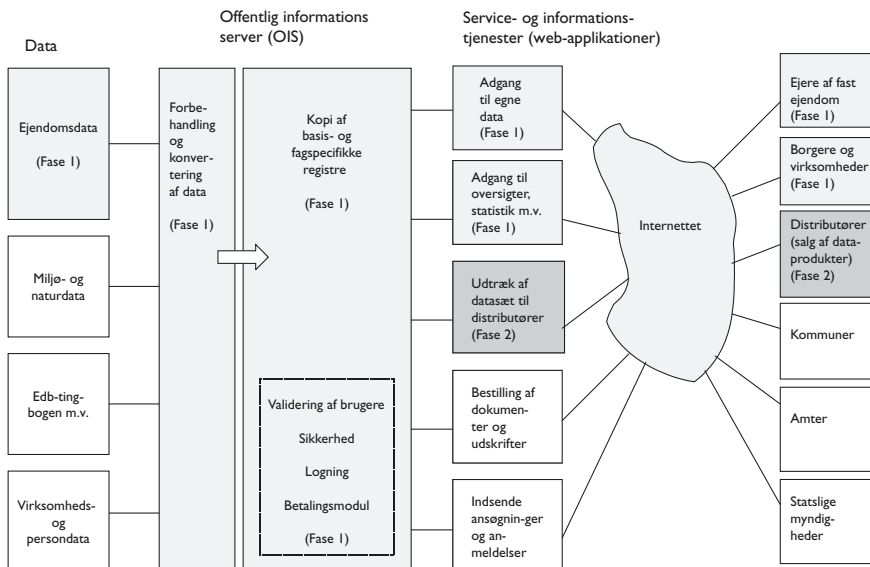 Offentlig informations
server (OIS)
Service- og informations-
tjenester (web-applikationer)
Data
Ejendomsdata
(Fase 1)
Miljø- og
naturdata
Edb-ting-
bogen m.v.
Virksomheds-
og
persondata
Forbe-
handling
og
konver-
tering
af data
(Fase 1)
Kopi af
basis- og
fagspecifikke
registre
(Fase 1)
Validering af brugere
Sikkerhed
Logning
Betalingsmodul
(Fase 1)
Adgang
til egne
data
(Fase 1)
Adgang til
oversigter,
statistik m.v.
(Fase 1)
Udtræk af
datasæt til
distributører
(Fase 2)
Bestilling af
dokumen-
ter og
udskrifter
Indsende
ansøgnin-ger
og an-
meldelser
Internettet
Ejere af fast
ejendom
(Fase 1)
Borgere og
virksomheder
(Fase 1)
Distributører
(salg af data-
produkter)
(Fase 2)
Kommuner
Amter
Statslige
myndig-
heder